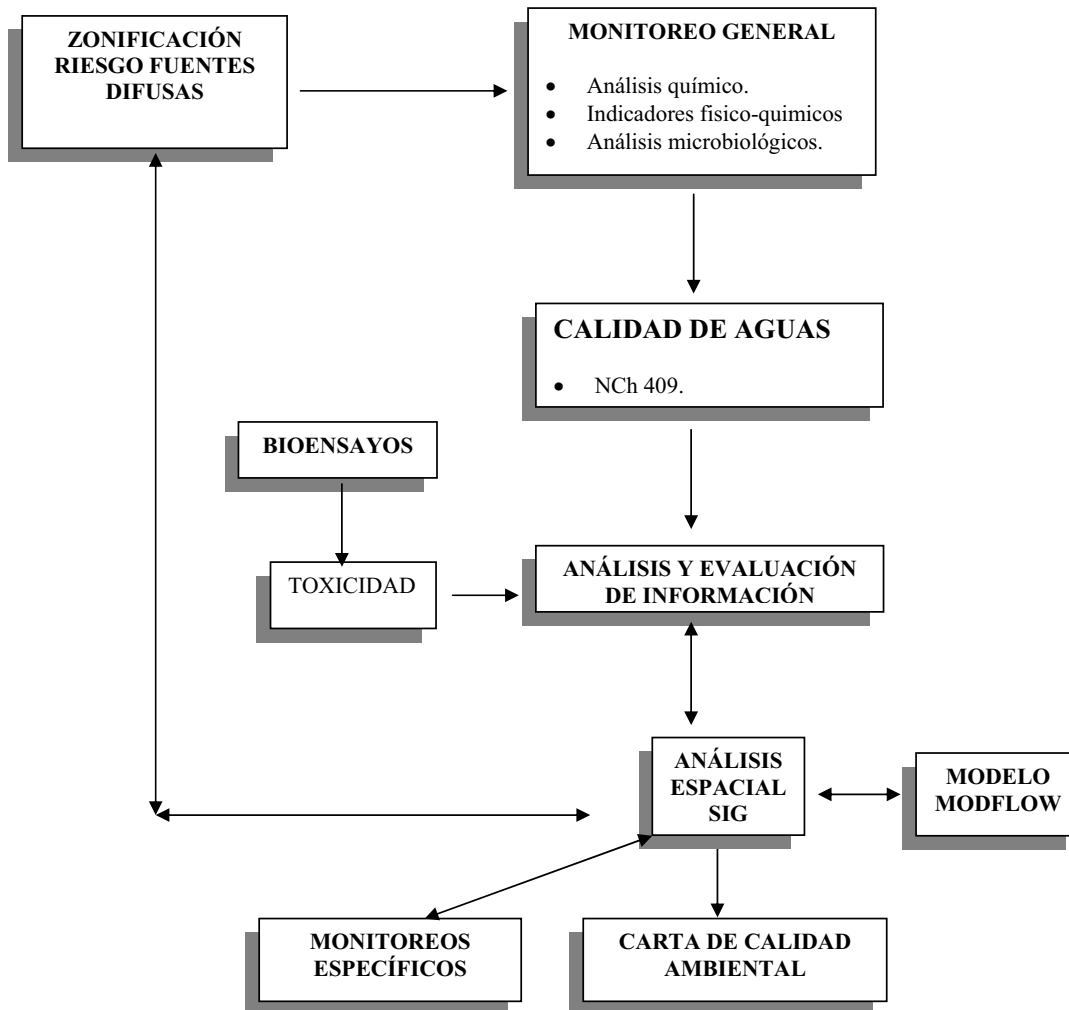 ZONIFICACIÓN
RIESGO FUENTES
DIFUSAS
MONITOREO GENERAL
• Análisis químico.
• Indicadores fisico-quimicos
• Análisis microbiológicos.
CALIDAD DE AGUAS
• NCh 409.
BIOENSAYOS
TOXICIDAD
ANÁLISIS Y EVALUACIÓN
DE INFORMACIÓN
ANÁLISIS
ESPACIAL
SIG
MODELO
MODFLOW
MONITOREOS
ESPECÍFICOS
CARTA DE CALIDAD
AMBIENTAL